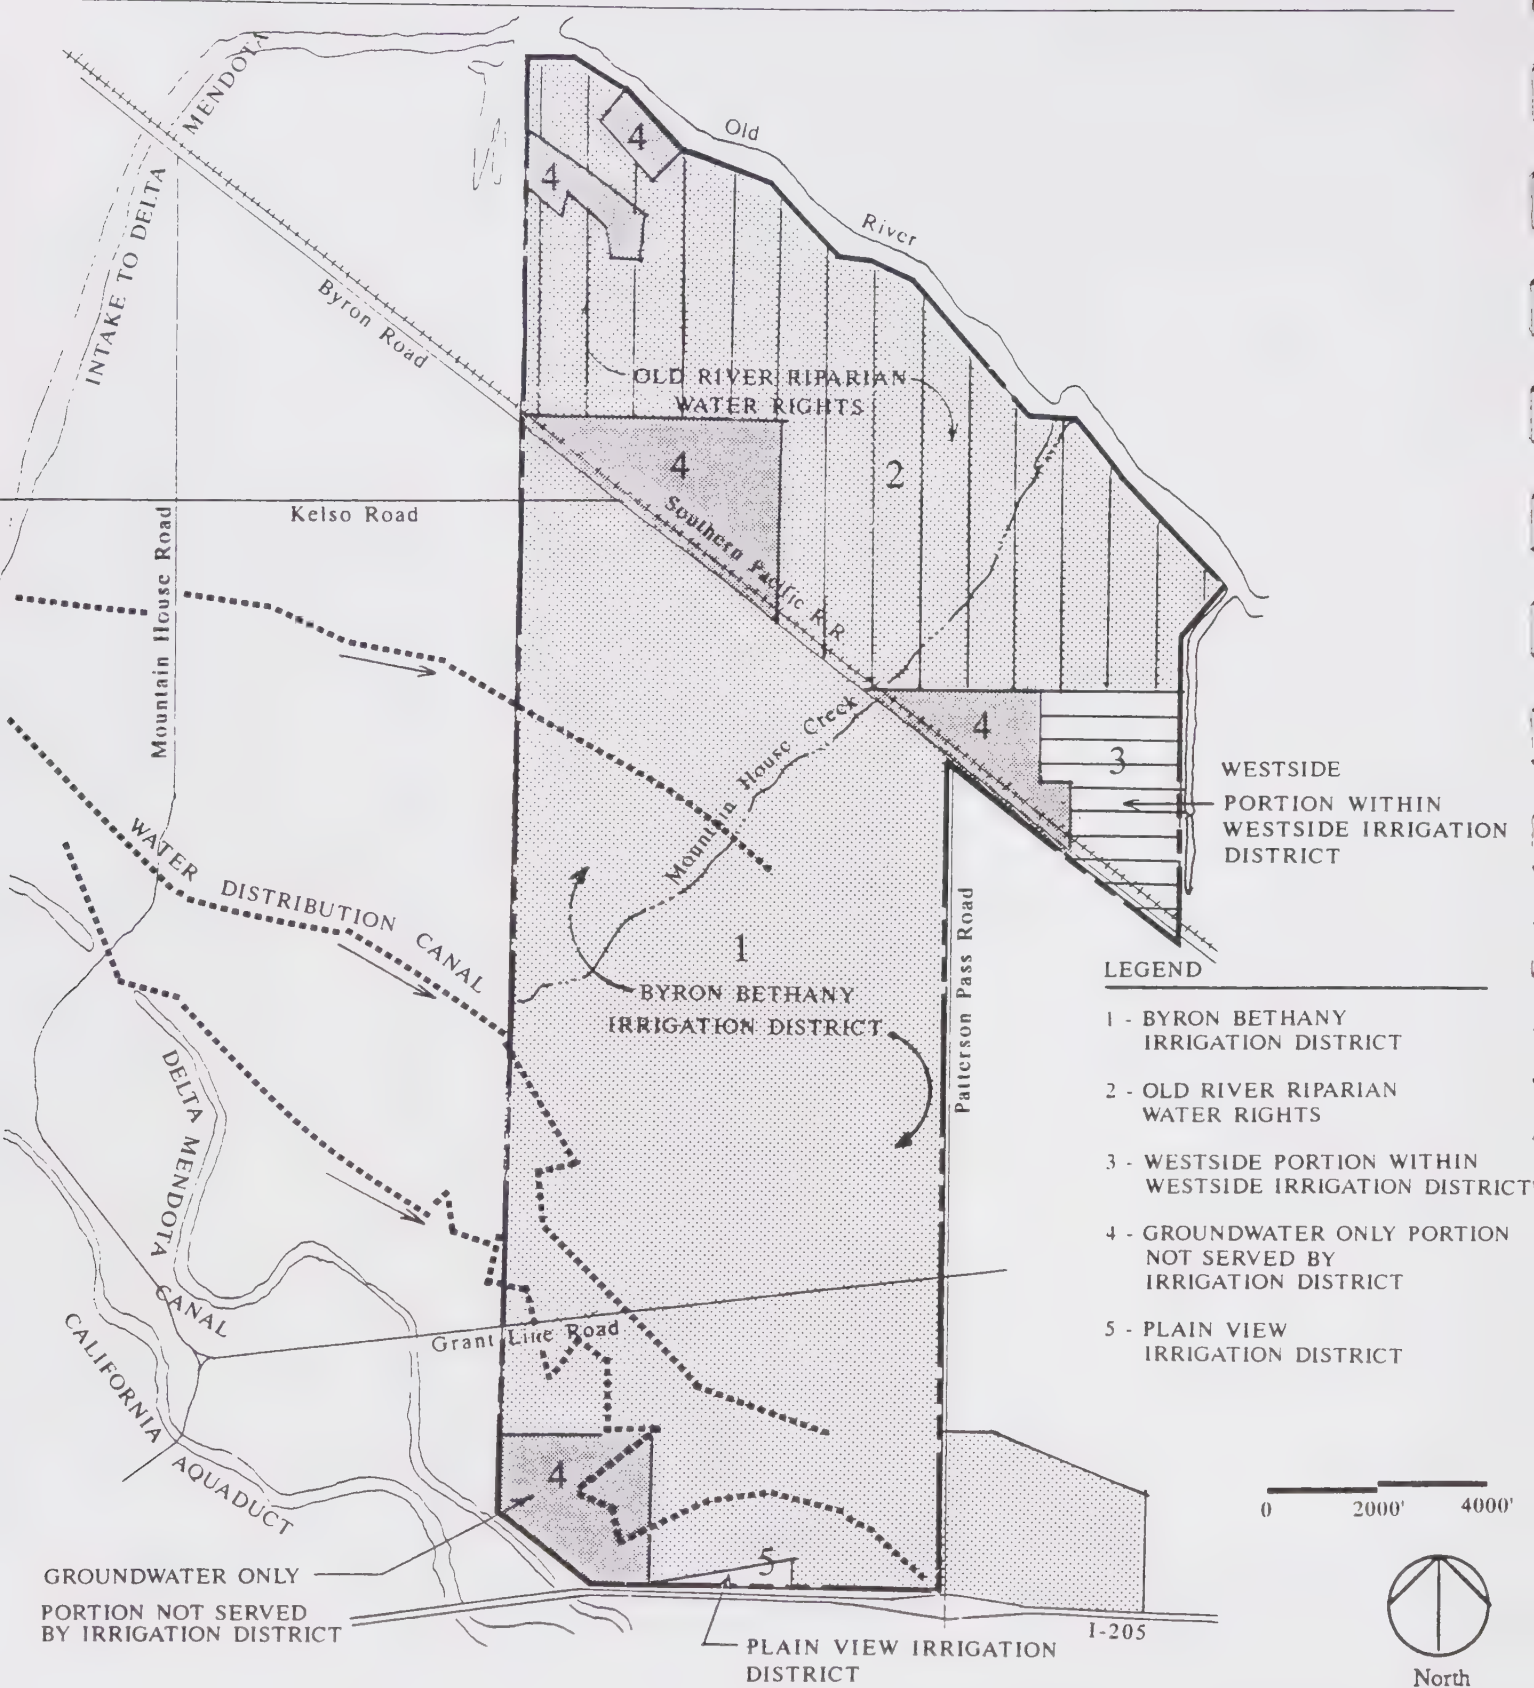 MENDOTA
INTAKE TO DELTA
Old
River
4
4
Byron Road
OLD RIVER RIPARIAN
WATER RIGHTS
4
2
Kelso Road
Southern Pacific R.R
Mountain House Road
Mountain House Creek
4
3
WESTSIDE
PORTION WITHIN
WESTSIDE IRRIGATION
DISTRICT
WATER DISTRIBUTION CANAL
1
BYRON BETHANY
IRRIGATION DISTRICT
Patterson Pass Road
LEGEND
1 - BYRON BETHANY
IRRIGATION DISTRICT
2 - OLD RIVER RIPARIAN
WATER RIGHTS
3 - WESTSIDE PORTION WITHIN
WESTSIDE IRRIGATION DISTRICT
4 - GROUNDWATER ONLY PORTION
NOT SERVED BY
IRRIGATION DISTRICT
5 - PLAIN VIEW
IRRIGATION DISTRICT
DELTA MENDOTA
CANAL
CALIFORNIA
AQUADUCT
Grant Line Road
4
5
0 2000' 4000'
GROUNDWATER ONLY
PORTION NOT SERVED
BY IRRIGATION DISTRICT
PLAIN VIEW IRRIGATION
DISTRICT
I-205
North